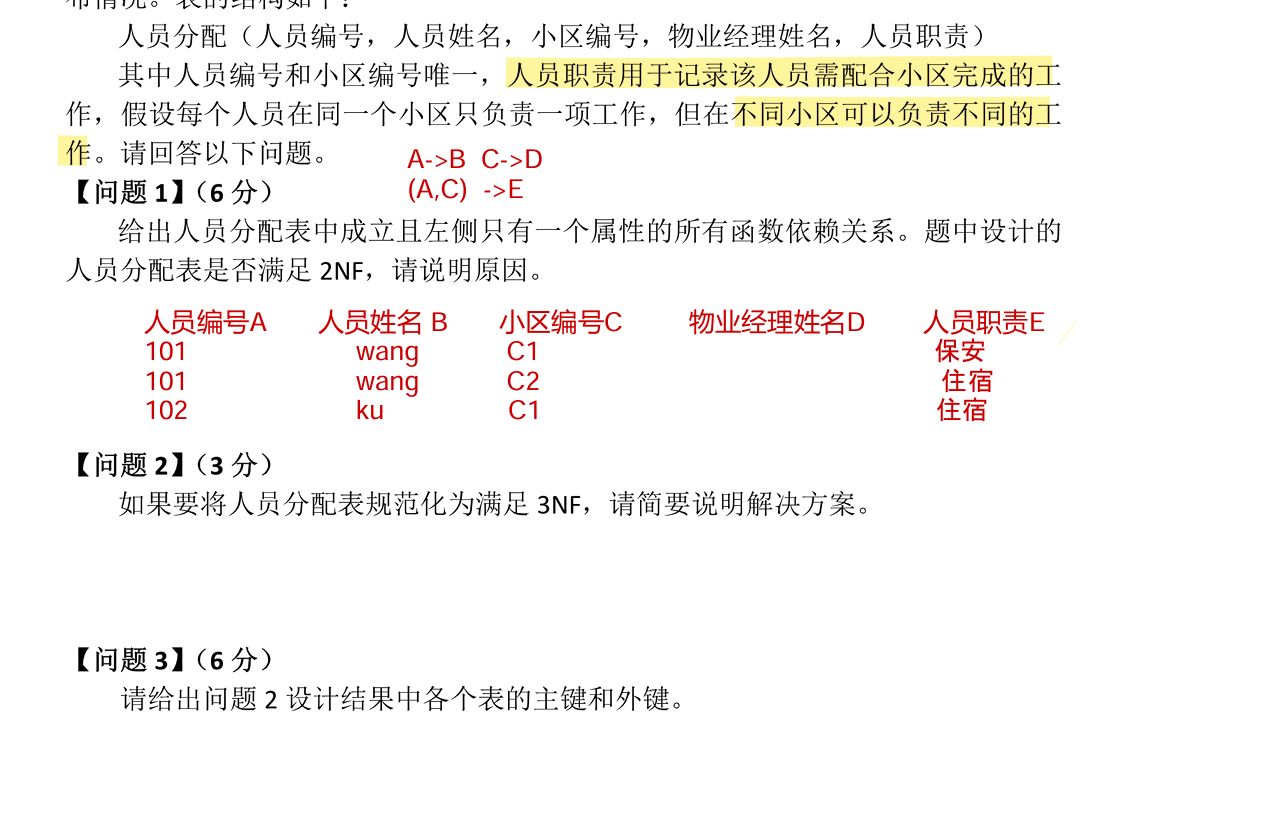 布情况。表的结构如下：
人员分配（人员编号，人员姓名，小区编号，物业经理姓名，人员职责）
其中人员编号和小区编号唯一，人员职责用于记录该人员需配合小区完成的工
作，假设每个人员在同一个小区只负责一项工作，但在不同小区可以负责不同的工
作。请回答以下问题。
A->B C->D
【问题 1】（6 分）
(A,C) ->E
给出人员分配表中成立且左侧只有一个属性的所有函数依赖关系。题中设计的
人员分配表是否满足 2NF，请说明原因。
人员编号A 人员姓名 B 小区编号C 物业经理姓名D 人员职责E
101 wang C1 保安
101 wang C2 住宿
102 ku C1 住宿
【问题 2】（3 分）
如果要将人员分配表规范化为满足 3NF，请简要说明解决方案。
【问题 3】（6 分）
请给出问题 2 设计结果中各个表的主键和外键。